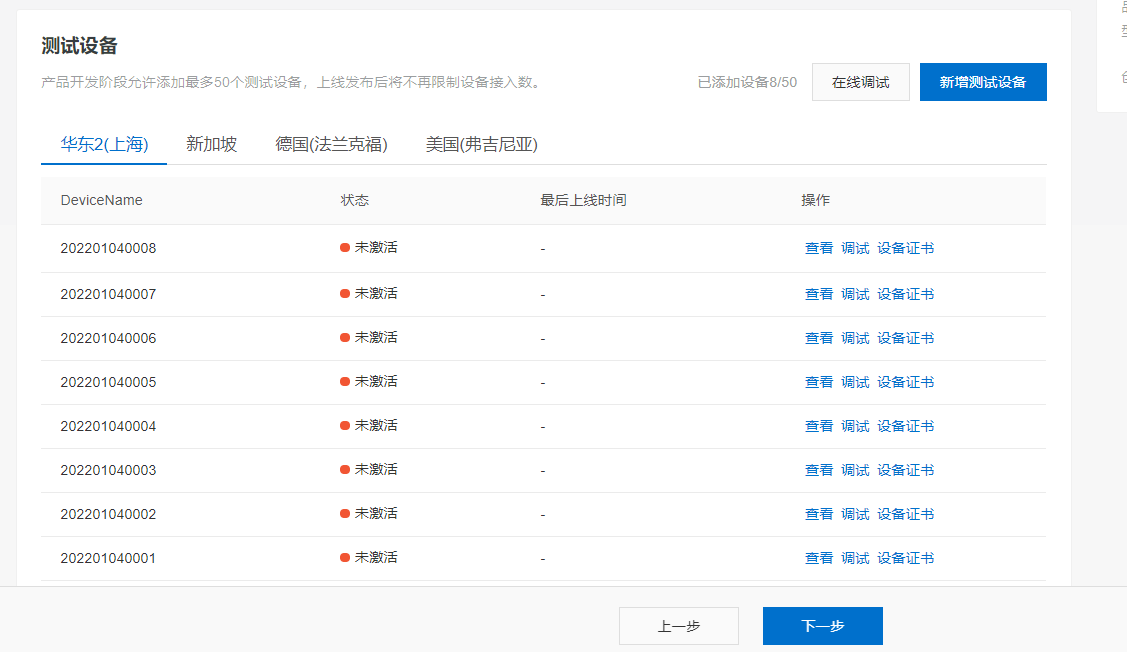 测试设备
产品开发阶段允许添加最多50个测试设备，上线发布后将不再限制设备接入数。
已添加设备8/50 在线调试 新增测试设备
华东2(上海) 新加坡 德国(法兰克福) 美国(弗吉尼亚)
DeviceName 状态 最后上线时间 操作
202201040008 未激活 - 查看 调试 设备证书
202201040007 未激活 - 查看 调试 设备证书
202201040006 未激活 - 查看 调试 设备证书
202201040005 未激活 - 查看 调试 设备证书
202201040004 未激活 - 查看 调试 设备证书
202201040003 未激活 - 查看 调试 设备证书
202201040002 未激活 - 查看 调试 设备证书
202201040001 未激活 - 查看 调试 设备证书
上一步 下一步